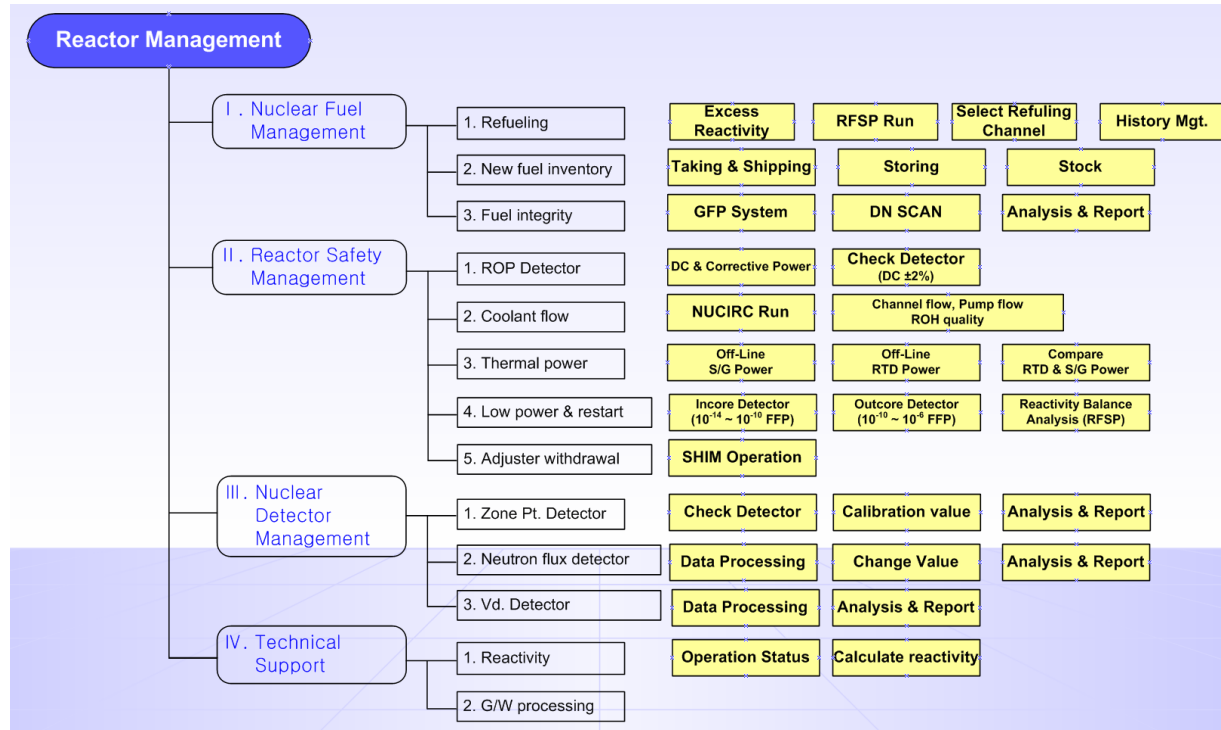 Reactor Management
Ⅰ. Nuclear Fuel
Management
1. Refueling
Excess
Reactivity
RFSP Run
Select Refuling
Channel
History Mgt.
2. New fuel inventory
Taking & Shipping
Storing
Stock
3. Fuel integrity
GFP System
DN SCAN
Analysis & Report
Ⅱ. Reactor Safety
Management
1. ROP Detector
DC & Corrective Power
Check Detector
(DC ±2%)
2. Coolant flow
NUCIRC Run
Channel flow, Pump flow
ROH quality
3. Thermal power
Off-Line
S/G Power
Off-Line
RTD Power
Compare
RTD & S/G Power
4. Low power & restart
Incore Detector
(10⁻¹⁴ ~ 10⁻¹⁰ FFP)
Outcore Detector
(10⁻¹⁰ ~ 10⁻⁶ FFP)
Reactivity Balance
Analysis (RFSP)
5. Adjuster withdrawal
SHIM Operation
Ⅲ. Nuclear
Detector
Management
1. Zone Pt. Detector
Check Detector
Calibration value
Analysis & Report
2. Neutron flux detector
Data Processing
Change Value
Analysis & Report
3. Vd. Detector
Data Processing
Analysis & Report
Ⅳ. Technical
Support
1. Reactivity
Operation Status
Calculate reactivity
2. G/W processing